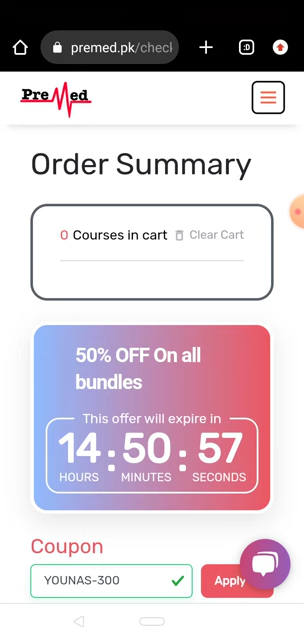 premed.pk/check
:D
PreMed
Order Summary
0 Courses in cart Clear Cart
50% OFF On all
bundles
This offer will expire in
14 : 50 : 57
HOURS MINUTES SECONDS
Coupon
YOUNAS-300 Apply